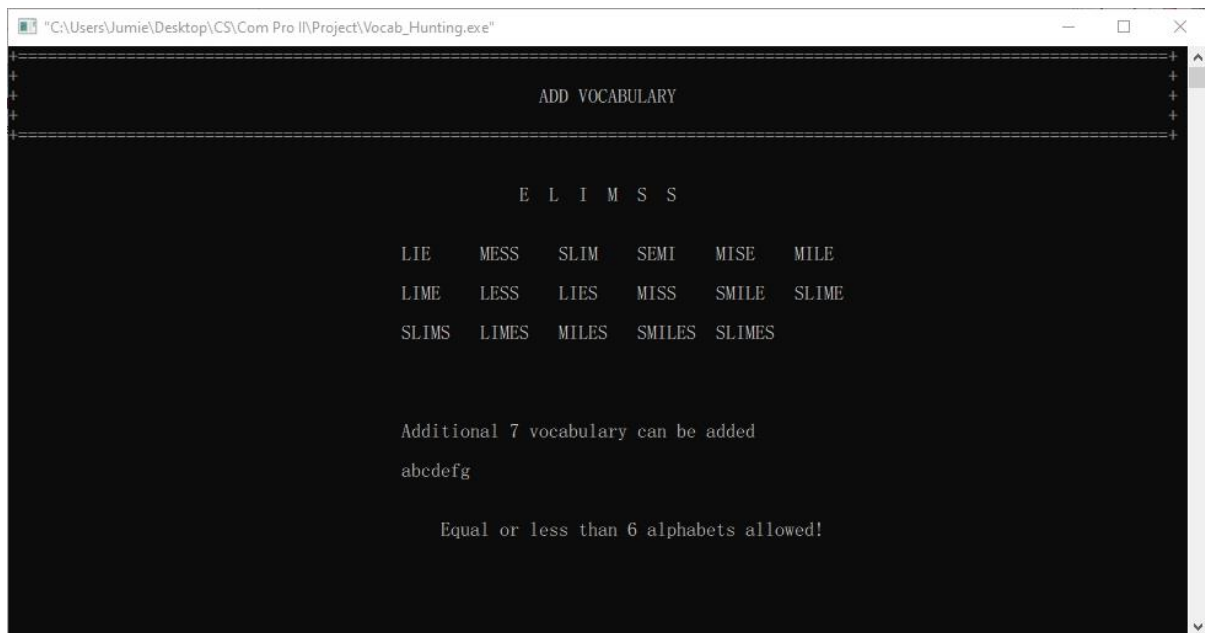 "C:\Users\Jumie\Desktop\CS\Com Pro II\Project\Vocab_Hunting.exe"
ADD VOCABULARY
E L I M S S
LIE MESS SLIM SEMI MISE MILE
LIME LESS LIES MISS SMILE SLIME
SLIMS LIMES MILES SMILES SLIMES
Additional 7 vocabulary can be added
abcdefg
Equal or less than 6 alphabets allowed!